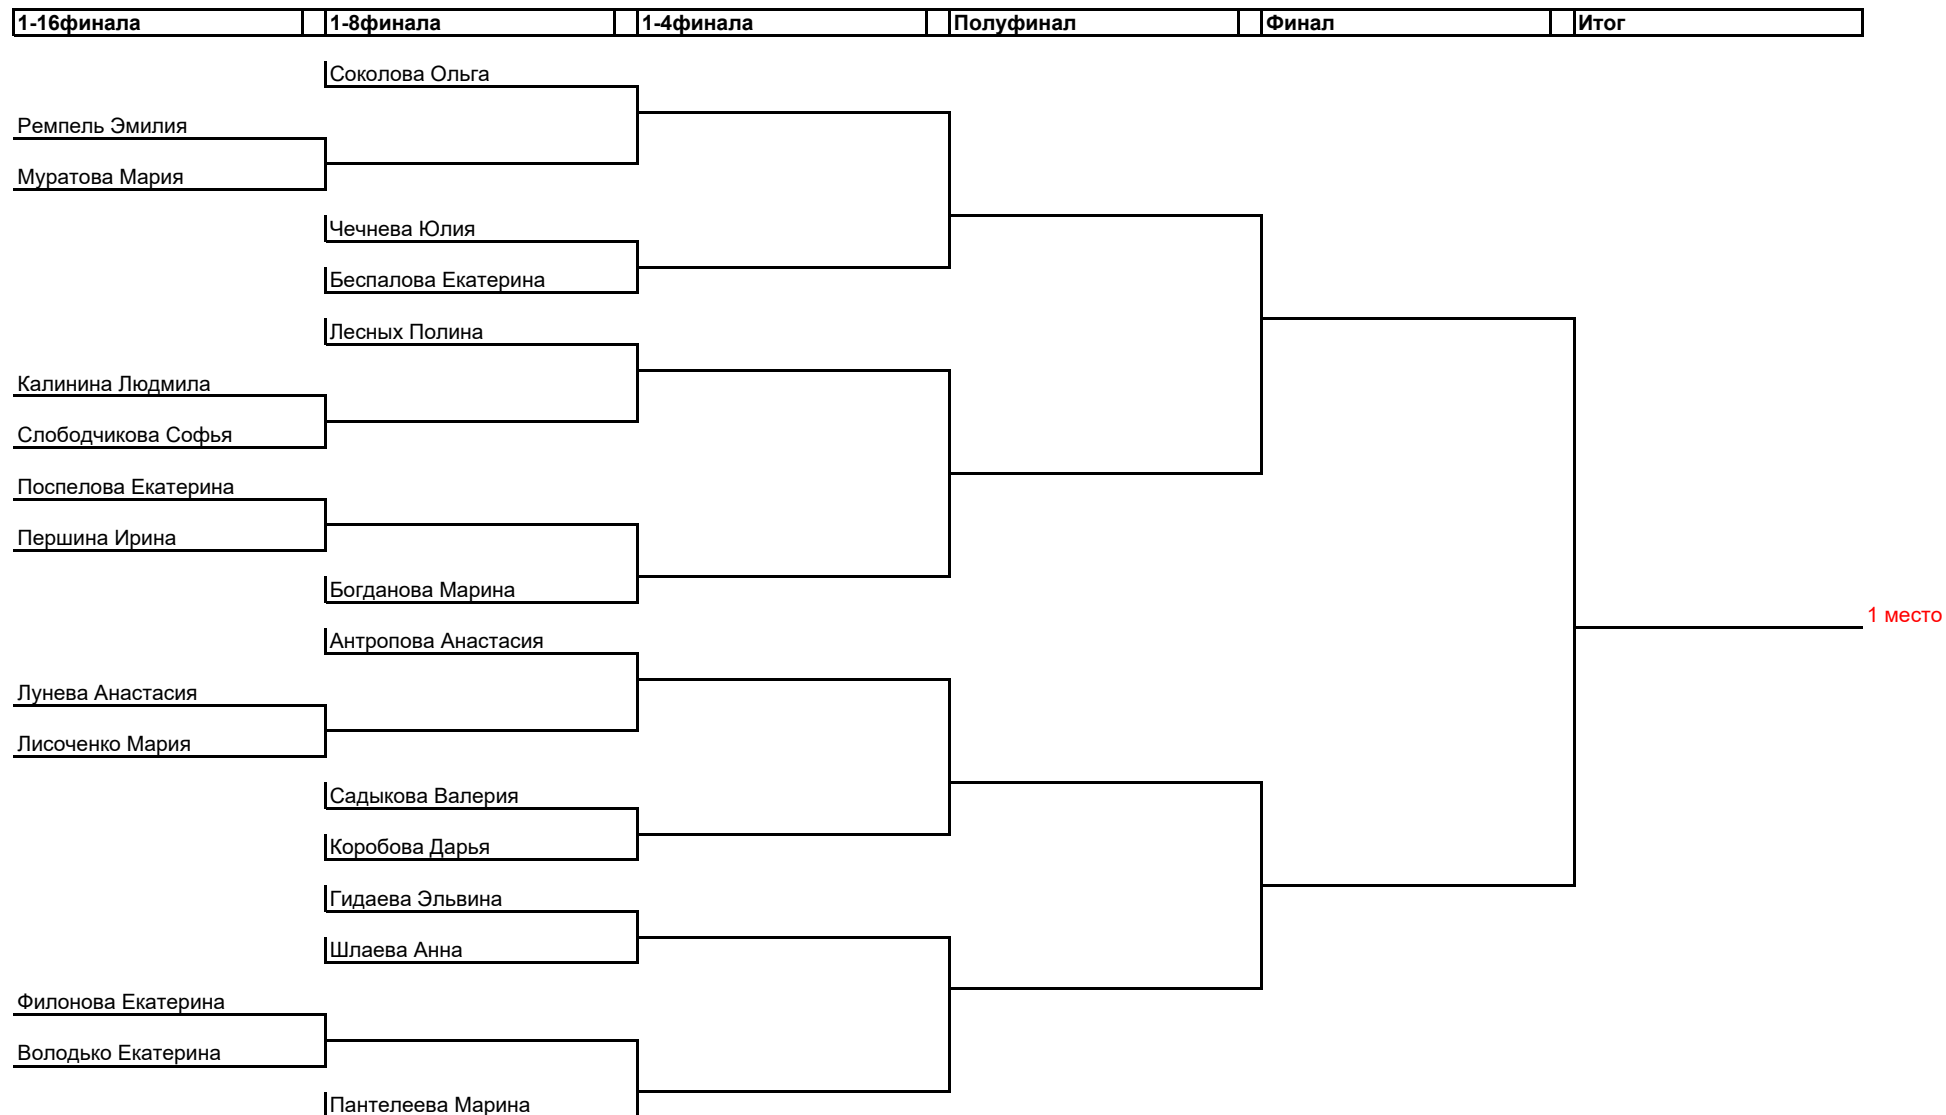 1-16финала 1-8финала 1-4финала Полуфинал Финал Итог
Соколова Ольга
Ремпель Эмилия
Муратова Мария
Чечнева Юлия
Беспалова Екатерина
Лесных Полина
Калинина Людмила
Слободчикова Софья
Поспелова Екатерина
Першина Ирина
Богданова Марина
1 место
Антропова Анастасия
Лунева Анастасия
Лисоченко Мария
Садыкова Валерия
Коробова Дарья
Гидаева Эльвина
Шлаева Анна
Филонова Екатерина
Володько Екатерина
Пантелеева Марина